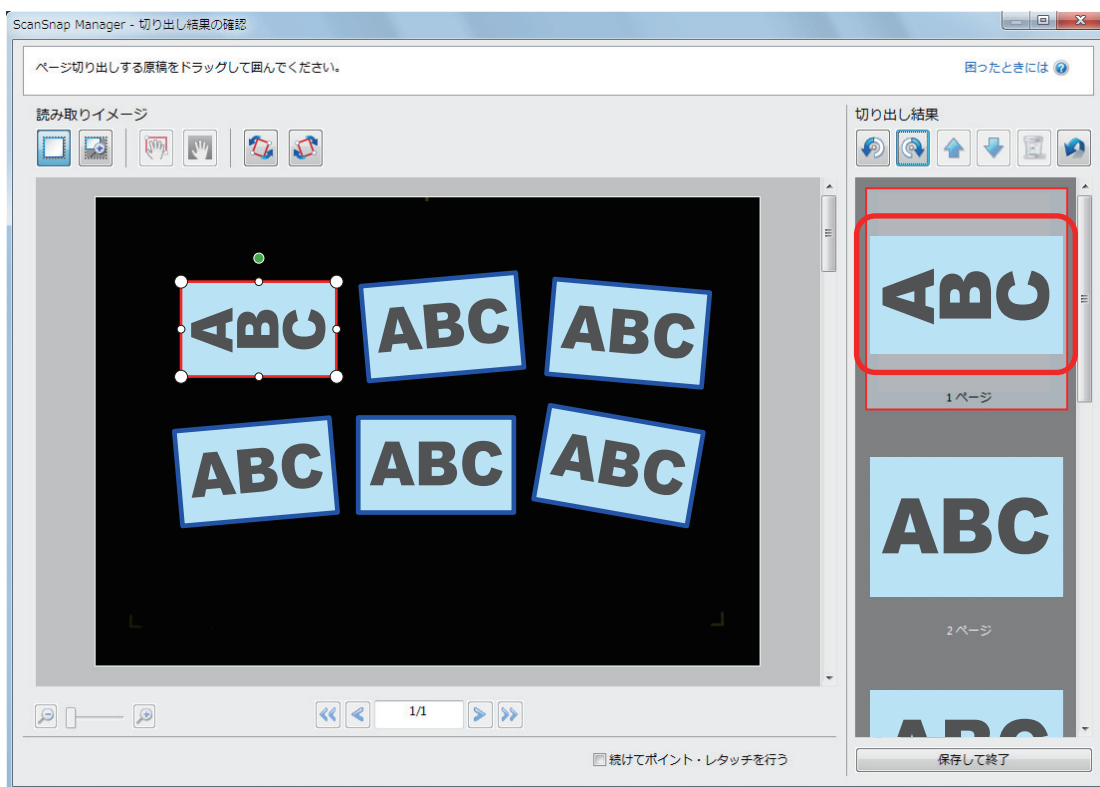 ScanSnap Manager - 切り出し結果の確認
ページ切り出しする原稿をドラッグして囲んでください。
困ったときには ?
読み取りイメージ
切り出し結果
ABC
ABC
ABC
ABC
ABC
ABC
ABC
1 ページ
ABC
2 ページ
ABC
1/1
続けてポイント・レタッチを行う
保存して終了